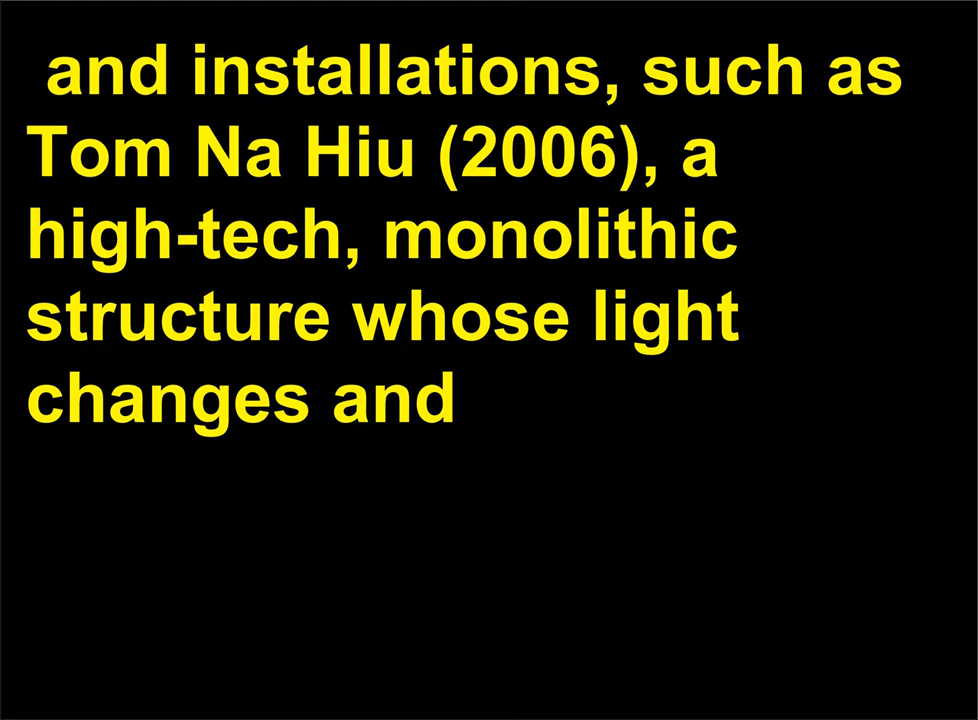 and installations, such as
Tom Na Hiu (2006), a
high-tech, monolithic
structure whose light
changes and